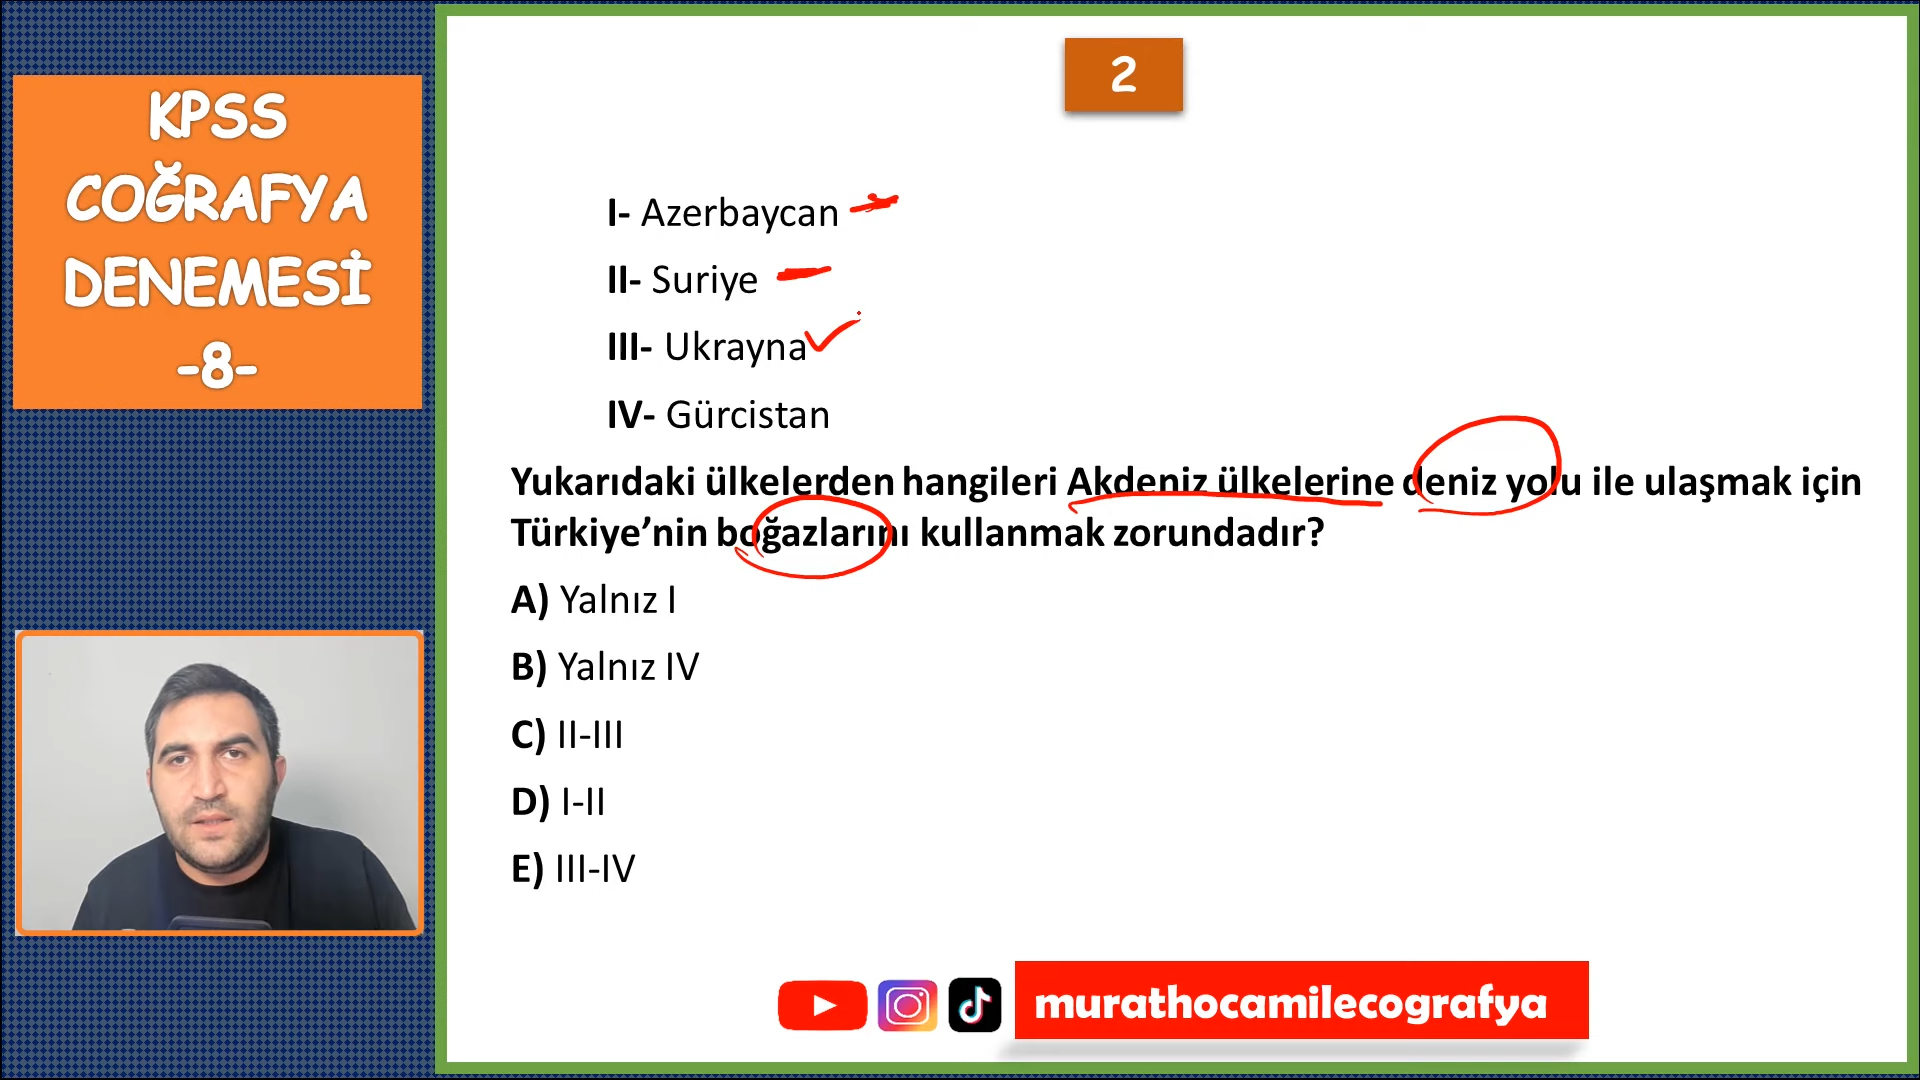 KPSS
COĞRAFYA
DENEMESİ
-8-
2
I- Azerbaycan
II- Suriye
III- Ukrayna
IV- Gürcistan
Yukarıdaki ülkelerden hangileri Akdeniz ülkelerine deniz yolu ile ulaşmak için
Türkiye’nin boğazlarını kullanmak zorundadır?
A) Yalnız I
B) Yalnız IV
C) II-III
D) I-II
E) III-IV
murathocamilecografya